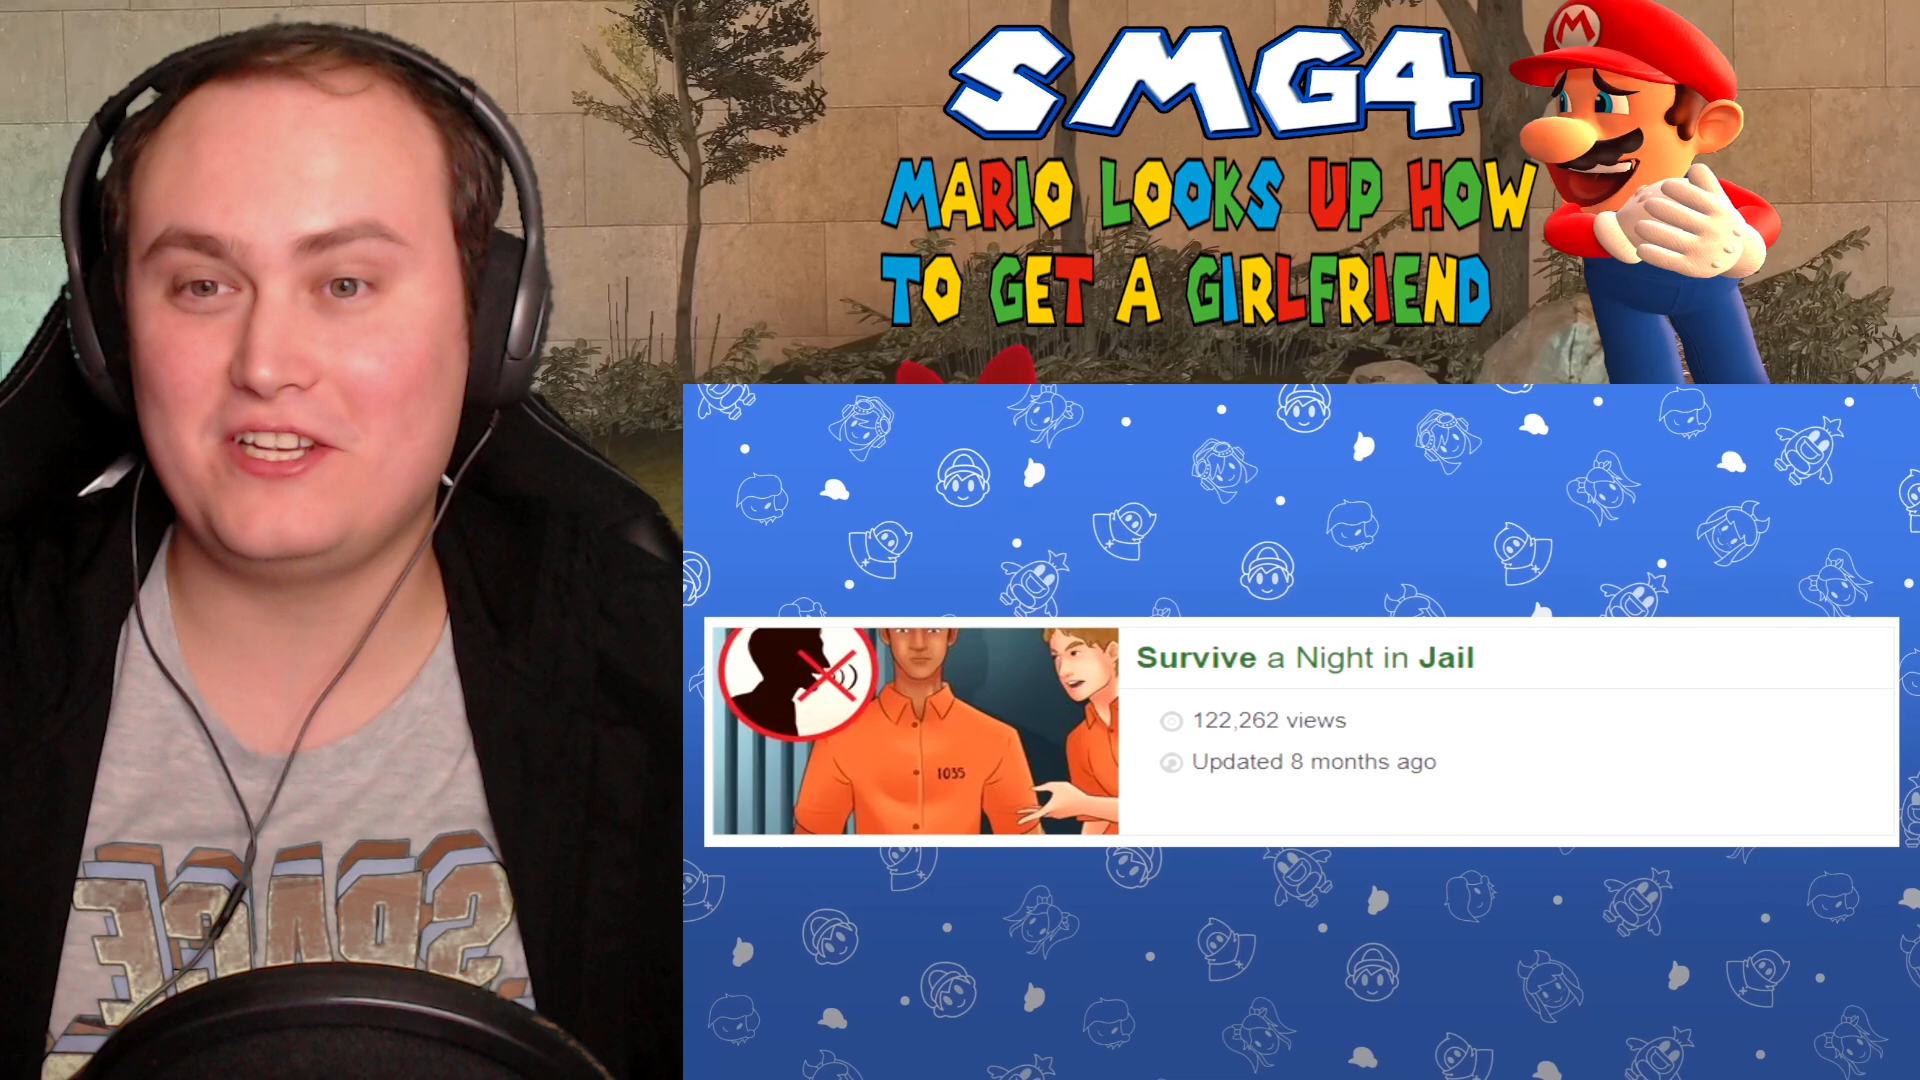 SMG4
MARIO LOOKS UP HOW
TO GET A GIRLFRIEND
M
Survive a Night in Jail
122,262 views
Updated 8 months ago
1035
SPACE